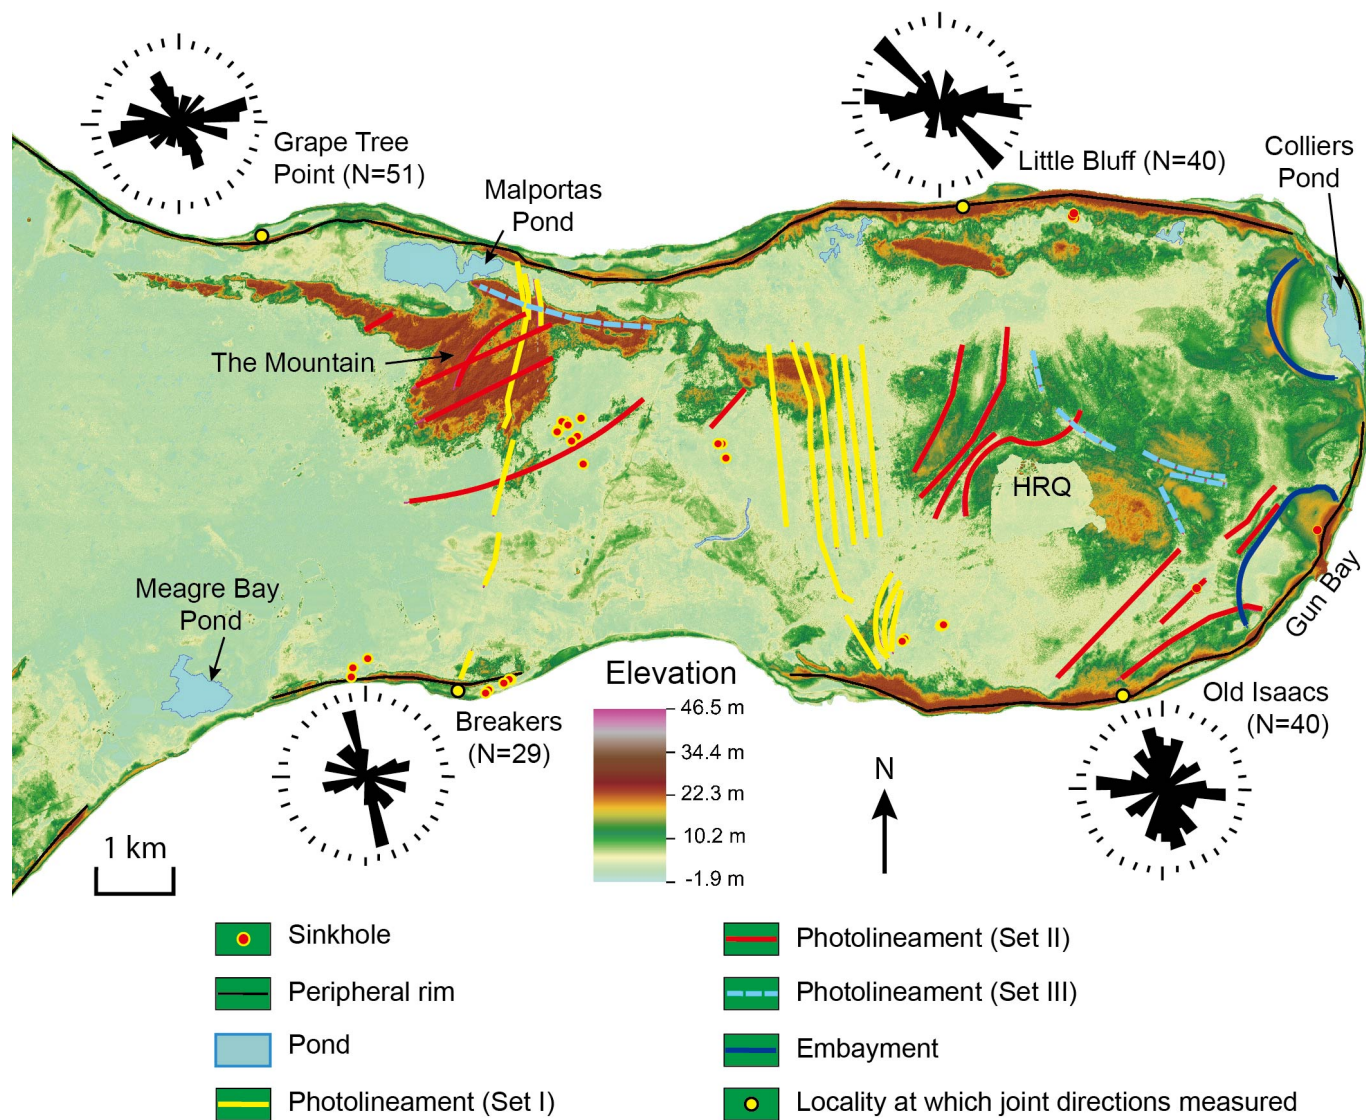 Grape Tree
Point (N=51)
Malportas
Pond
Little Bluff (N=40)
Colliers
Pond
The Mountain
HRQ
Meagre Bay
Pond
Gun Bay
Breakers
(N=29)
Old Isaacs
(N=40)
Elevation
46.5 m
34.4 m
22.3 m
10.2 m
-1.9 m
N
1 km
Sinkhole
Peripheral rim
Pond
Photolineament (Set I)
Photolineament (Set II)
Photolineament (Set III)
Embayment
Locality at which joint directions measured